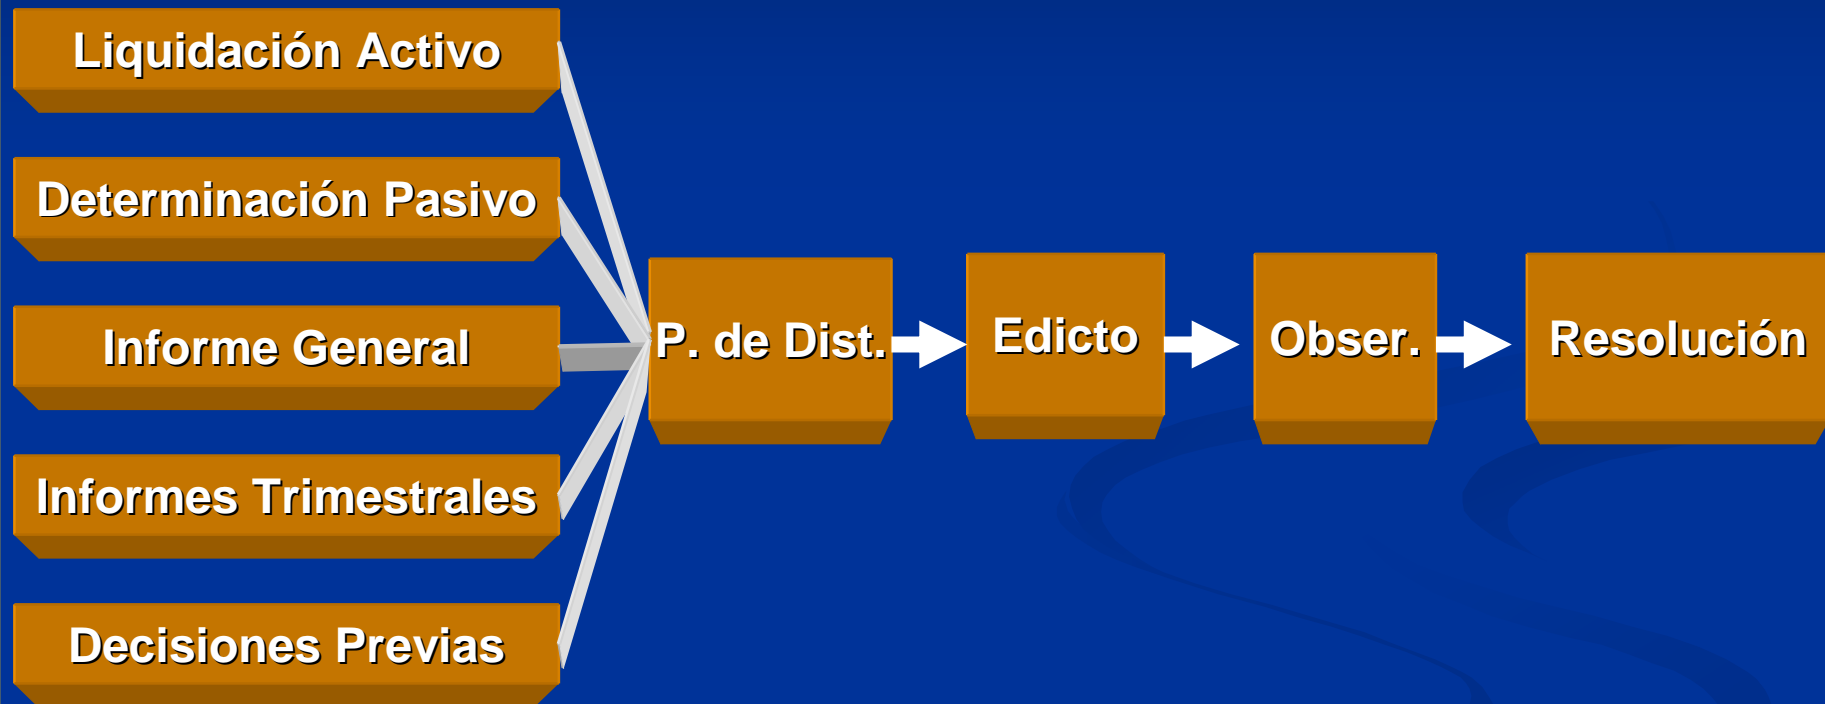 Liquidación Activo
Determinación Pasivo
Informe General
Informes Trimestrales
Decisiones Previas
P. de Dist.
Edicto
Obser.
Resolución